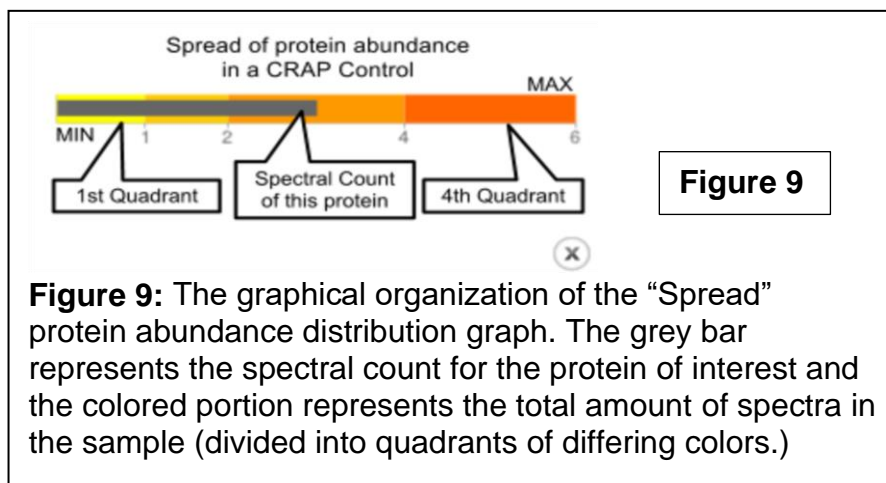 Spread of protein abundance
in a CRAP Control
MAX
MIN 1 2 4 6
1st Quadrant
Spectral Count
of this protein
4th Quadrant
Figure 9
X
Figure 9: The graphical organization of the “Spread”
protein abundance distribution graph. The grey bar
represents the spectral count for the protein of interest and
the colored portion represents the total amount of spectra in
the sample (divided into quadrants of differing colors.)